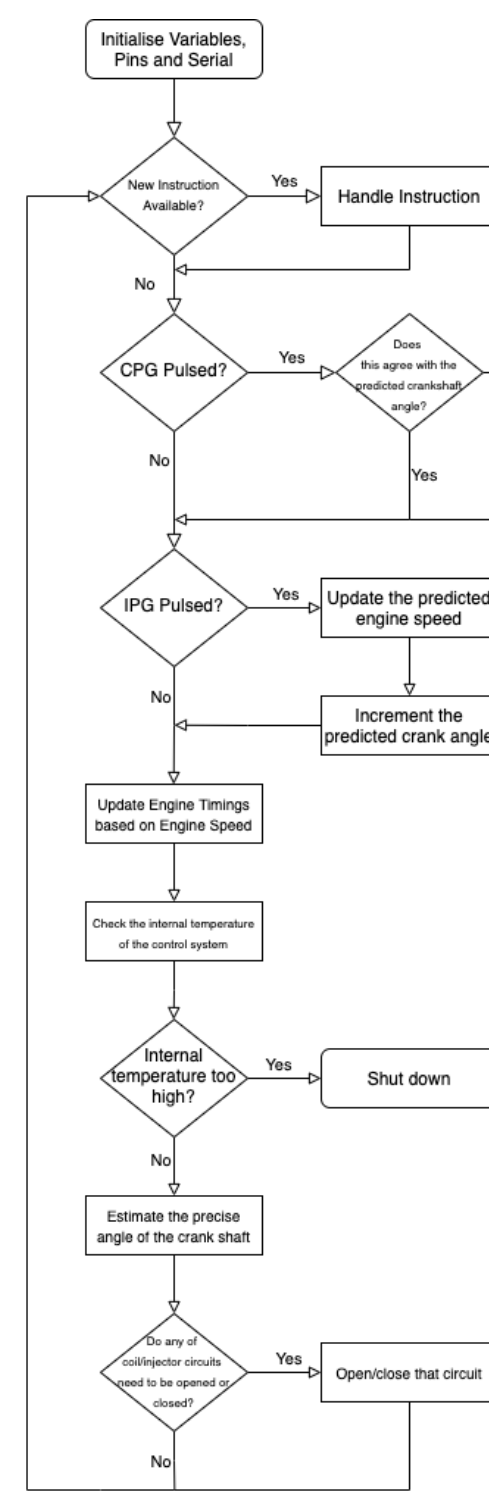 Initialise Variables,
Pins and Serial
New Instruction
Available?
Yes
Handle Instruction
No
CPG Pulsed?
Yes
Does
this agree with the
predicted crankshaft
angle?
No
Yes
IPG Pulsed?
Yes
Update the predicted
engine speed
No
Increment the
predicted crank angle
Update Engine Timings
based on Engine Speed
Check the internal temperature
of the control system
Internal
temperature too
high?
Yes
Shut down
No
Estimate the precise
angle of the crank shaft
Do any of
coil/injector circuits
need to be opened or
closed?
Yes
Open/close that circuit
No